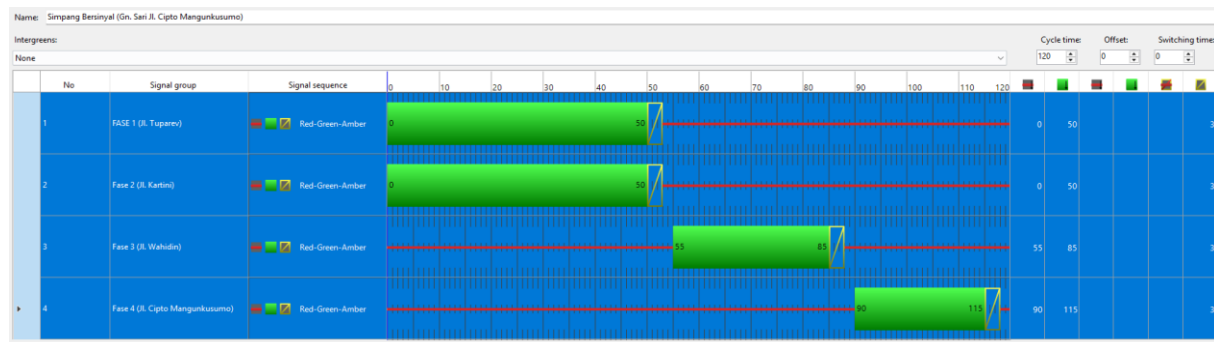 Name: Simpang Bersinyal (Gn. Sari Jl. Cipto Mangunkusumo)
Intergreens: Cycle time: Offset: Switching time:
None 120 0 0
No Signal group Signal sequence 0 10 20 30 40 50 60 70 80 90 100 110 120
1 FASE 1 (Jl. Tuparev) Red-Green-Amber 0 50 0 50 3
2 Fase 2 (Jl. Kartini) Red-Green-Amber 0 50 0 50 3
3 Fase 3 (Jl. Wahidin) Red-Green-Amber 55 85 55 85 3
4 Fase 4 (Jl. Cipto Mangunkusumo) Red-Green-Amber 90 115 90 115 3